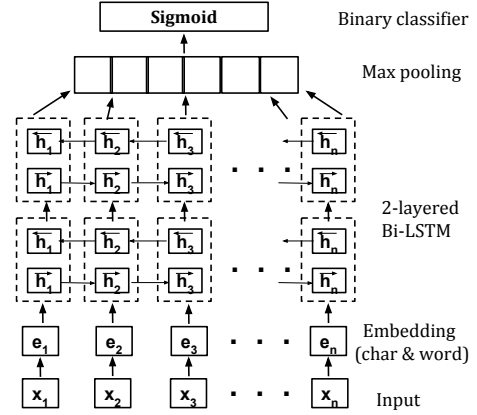 Sigmoid Binary classifier
Max pooling
h₁ h₂ h₃ . . . hₙ
h₁ h₂ h₃ . . . hₙ
2-layered
Bi-LSTM
h₁ h₂ h₃ . . . hₙ
h₁ h₂ h₃ . . . hₙ
e₁ e₂ e₃ . . . eₙ Embedding
(char & word)
x₁ x₂ x₃ . . . xₙ Input